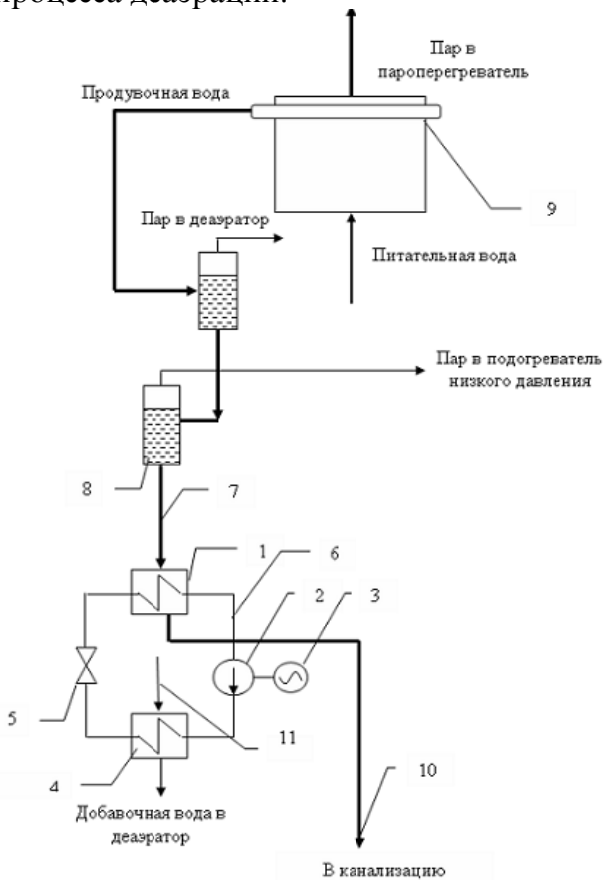 процесса деаэрации.
Пар в
пароперегреватель
Продувочная вода
9
Пар в деаэратор
Питательная вода
Пар в подогреватель
низкого давления
8
7
1
6
2
3
5
11
4
10
Добавочная вода в
деаэратор
В канализацию